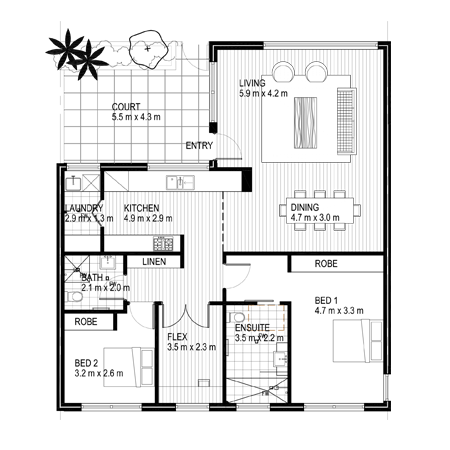 LIVING
5.9 m x 4.2 m
COURT
5.5 m x 4.3 m
ENTRY
LAUNDRY
2.9 m x 1.3 m
KITCHEN
4.9 m x 2.9 m
DINING
4.7 m x 3.0 m
LINEN
ROBE
BATH
2.1 m x 2.0 m
BED 1
4.7 m x 3.3 m
ROBE
ENSUITE
3.5 m x 2.2 m
FLEX
3.5 m x 2.3 m
BED 2
3.2 m x 2.6 m